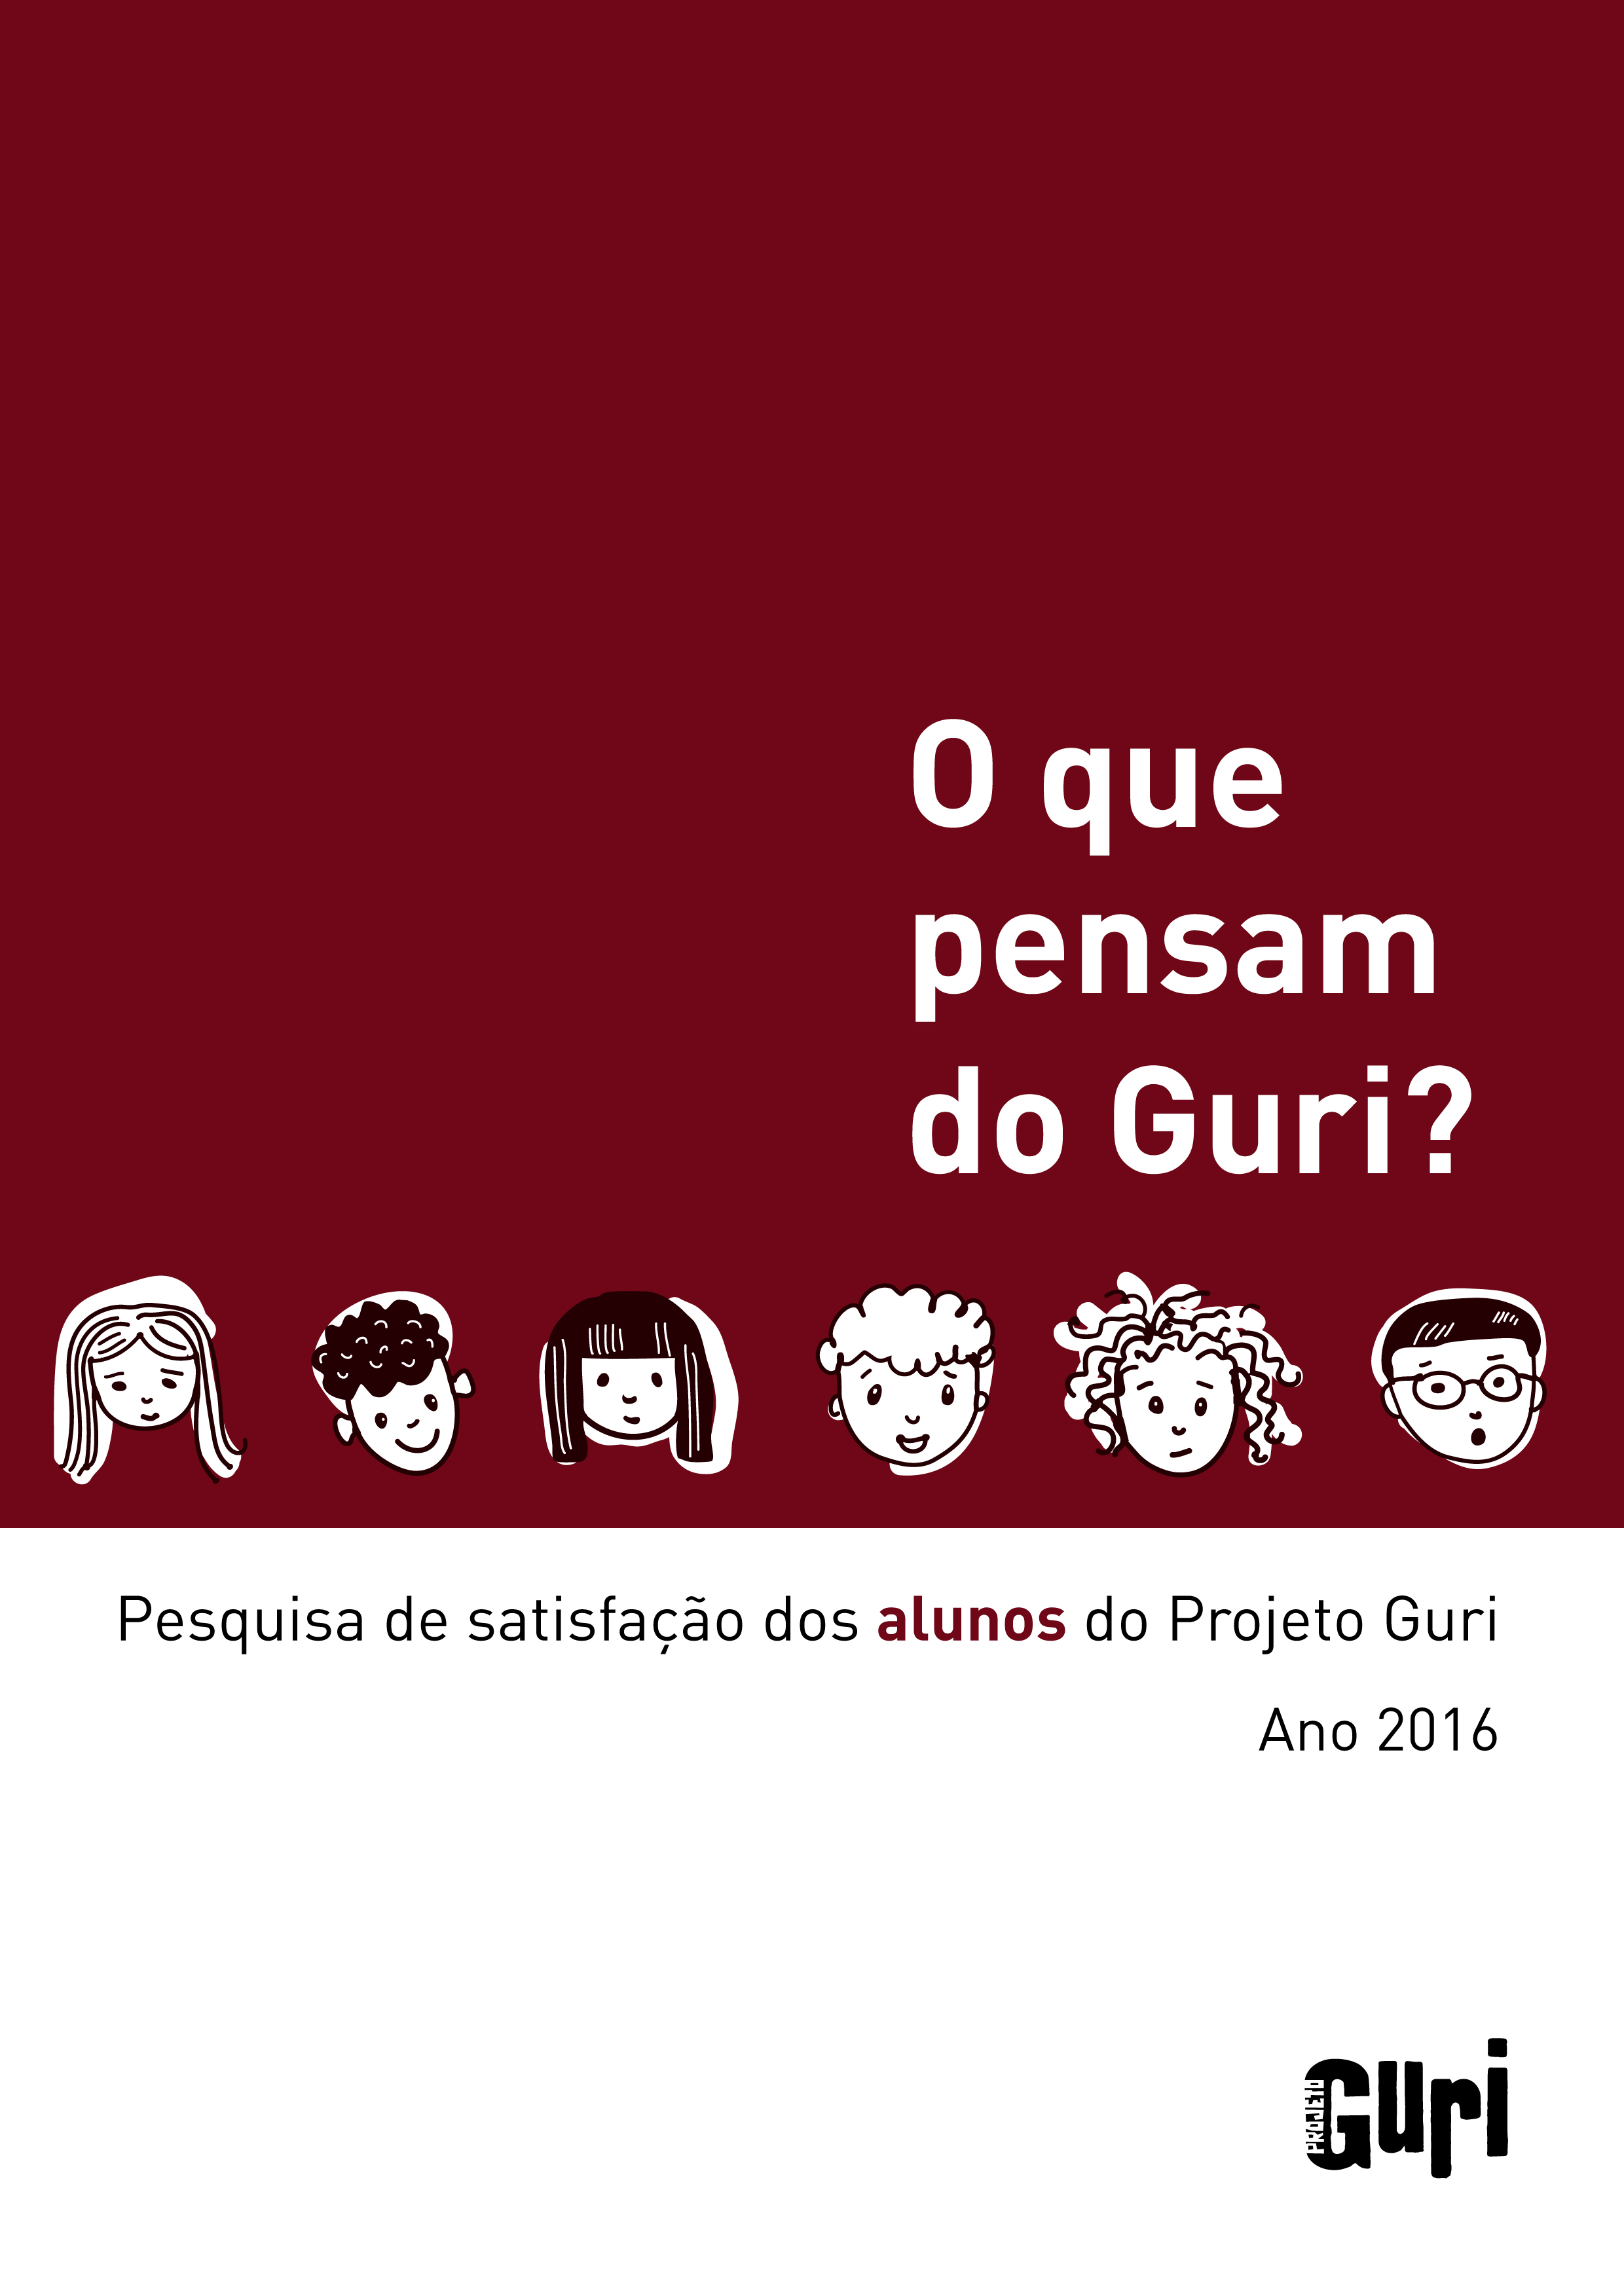 O que
pensam
do Guri?
Pesquisa de satisfação dos alunos do Projeto Guri
Ano 2016
PROJETO
Guri